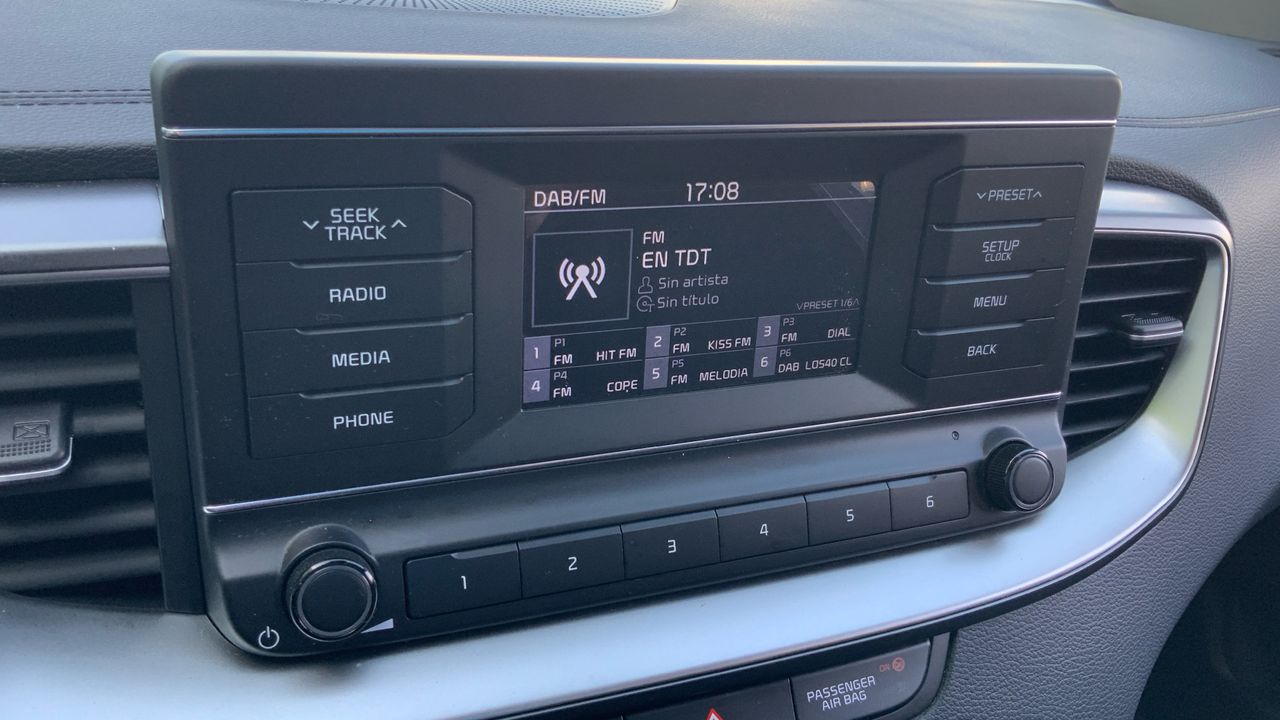 DAB/FM 17:08
SEEK
TRACK
RADIO
MEDIA
PHONE
FM
EN TDT
Sin artista
Sin título
PRESET 1/6
1 P1 FM HIT FM
2 P2 FM KISS FM
3 P3 FM DIAL
4 P4 FM COPE
5 P5 FM MELODIA
6 P6 DAB LOS40 CL
PRESET
SETUP
CLOCK
MENU
BACK
1 2 3 4 5 6
PASSENGER
AIR BAG
ON